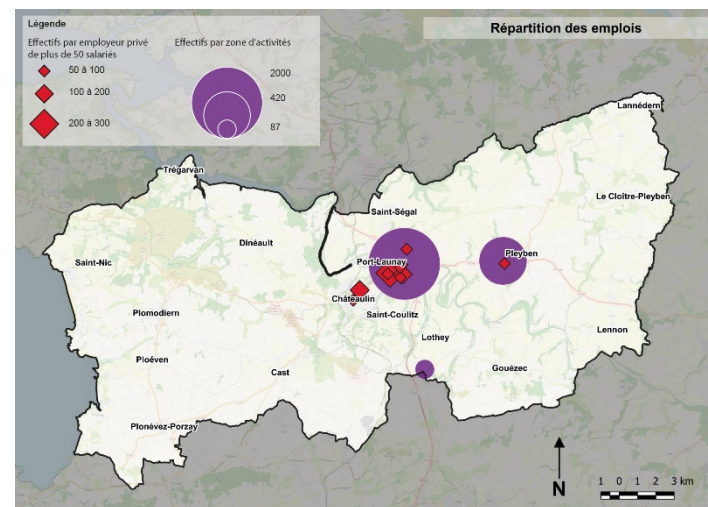 Légende
Effectifs par employeur privé
de plus de 50 salariés
50 à 100
100 à 200
200 à 300
Effectifs par zone d'activités
2000
420
87
Répartition des emplois
Lannédern
Trégarvan
Le Cloître-Pleyben
Saint-Ségal
Dinéault
Pleyben
Saint-Nic
Port-Launay
Châteaulin
Plomodiern
Saint-Coulitz
Lennon
Lothey
Ploéven
Gouézec
Cast
Plonévez-Porzay
N
1 0 1 2 3 km